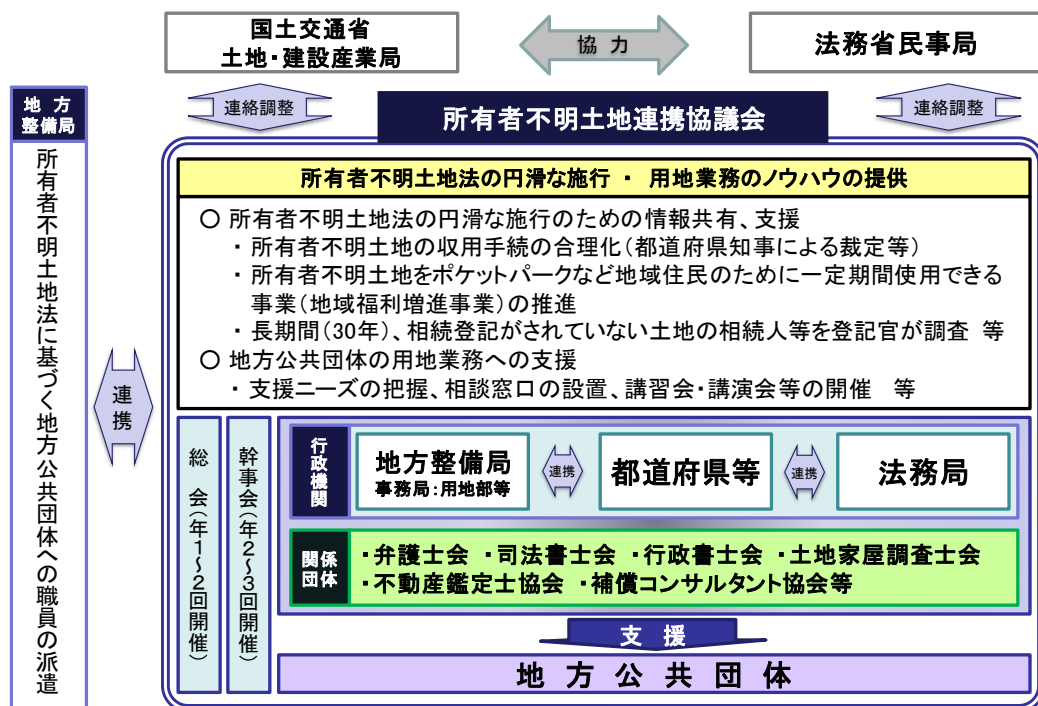 国土交通省
土地・建設産業局
協 力
法務省民事局
地 方
整備局
所有者不明土地法に基づく地方公共団体への職員の派遣
連携
連絡調整
所有者不明土地連携協議会
連絡調整
所有者不明土地法の円滑な施行 ・ 用地業務のノウハウの提供
○ 所有者不明土地法の円滑な施行のための情報共有、支援
・ 所有者不明土地の収用手続の合理化(都道府県知事による裁定等)
・ 所有者不明土地をポケットパークなど地域住民のために一定期間使用できる
事業(地域福利増進事業)の推進
・ 長期間(30年)、相続登記がされていない土地の相続人等を登記官が調査 等
○ 地方公共団体の用地業務への支援
・ 支援ニーズの把握、相談窓口の設置、講習会・講演会等の開催 等
総 会(年1~2回開催)
幹事会(年2~3回開催)
行政機関
地方整備局
事務局:用地部等
連携
都道府県等
連携
法務局
関係
団体
・弁護士会 ・司法書士会 ・行政書士会 ・土地家屋調査士会
・不動産鑑定士協会 ・補償コンサルタント協会等
支 援
地 方 公 共 団 体